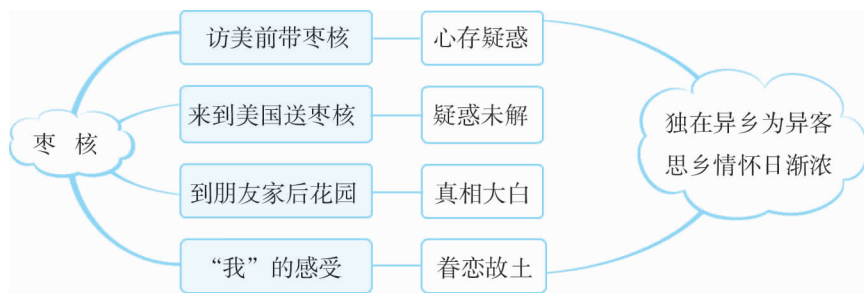 枣 核
访美前带枣核
心存疑惑
来到美国送枣核
疑惑未解
到朋友家后花园
真相大白
“我”的感受
眷恋故土
独在异乡为异客
思乡情怀日渐浓